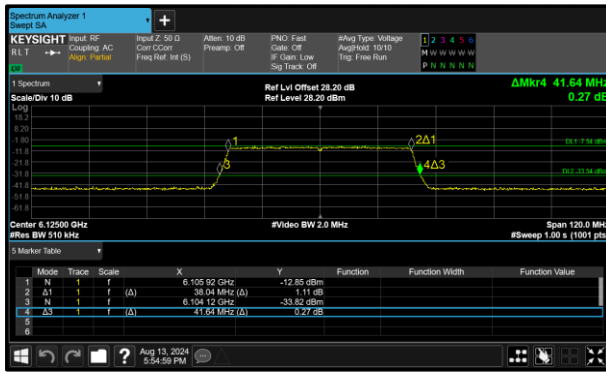 Spectrum Analyzer 1
Swept SA
+
KEYSIGHT Input: RF Input Z: 50 Ω Atten: 10 dB PNO: Fast #Avg Type: Voltage 1 2 3 4 5 6
RLT Coupling: AC Corr CCorr Preamp: Off Gate: Off Avg|Hold: 10/10 M W W W W W
Align: Partial Freq Ref: Int (S) IF Gain: Low Trig: Free Run
Sig Track: Off P N N N N N
1 Spectrum Ref Lvl Offset 28.20 dB ΔMkr4 41.64 MHz
Scale/Div 10 dB Ref Level 28.20 dBm 0.27 dB
Log
18.2
8.20
-1.80 1 2Δ1 DL1 -7.54 dBm
-11.8
-21.8 3 4Δ3
-31.8 DL2 -33.54 dBm
-41.8
-51.8
-61.8
Center 6.12500 GHz #Video BW 2.0 MHz Span 120.0 MHz
#Res BW 510 kHz #Sweep 1.00 s (1001 pts)
5 Marker Table
Mode Trace Scale X Y Function Function Width Function Value
1 N 1 f 6.105 92 GHz -12.85 dBm
2 Δ1 1 f (Δ) 38.04 MHz (Δ) 1.11 dB
3 N 1 f 6.104 12 GHz -33.82 dBm
4 Δ3 1 f (Δ) 41.64 MHz (Δ) 0.27 dB
5
6
? Aug 13, 2024
5:54:59 PM